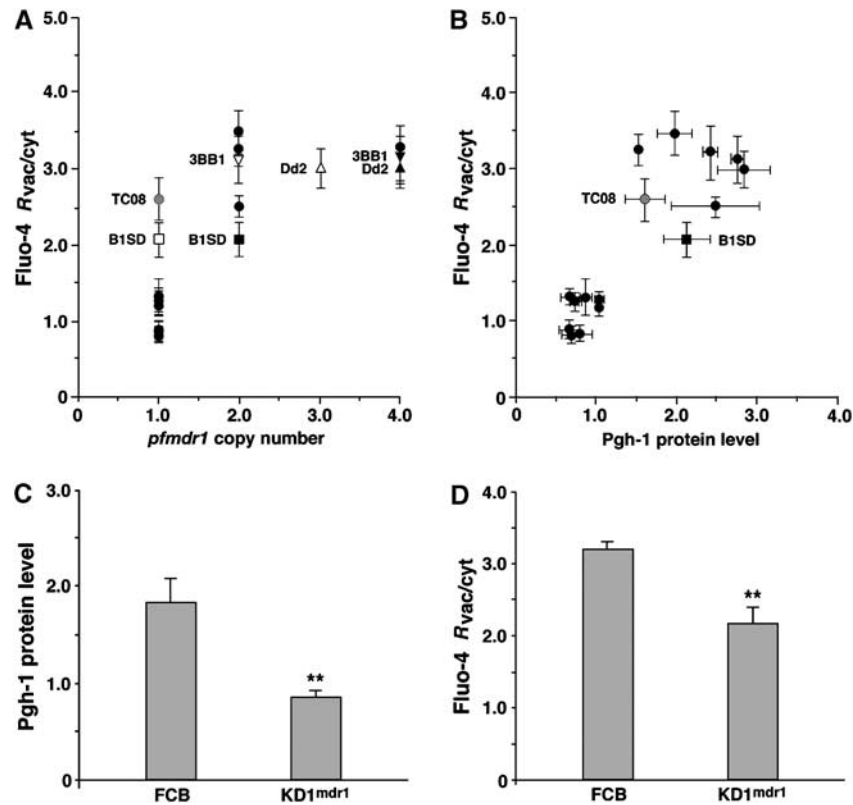 A
Fluo-4 Rvac/cyt
5.0
4.0
3.0
2.0
1.0
0
TC08
B1SD
3BB1
B1SD
Dd2
3BB1
Dd2
0
1.0
2.0
3.0
4.0
pfmdr1 copy number
B
Fluo-4 Rvac/cyt
5.0
4.0
3.0
2.0
1.0
0
TC08
B1SD
0
1.0
2.0
3.0
4.0
Pgh-1 protein level
C
Pgh-1 protein level
3.0
2.0
1.0
0
**
FCB
KD1mdr1
D
Fluo-4 Rvac/cyt
4.0
3.0
2.0
1.0
0
**
FCB
KD1mdr1